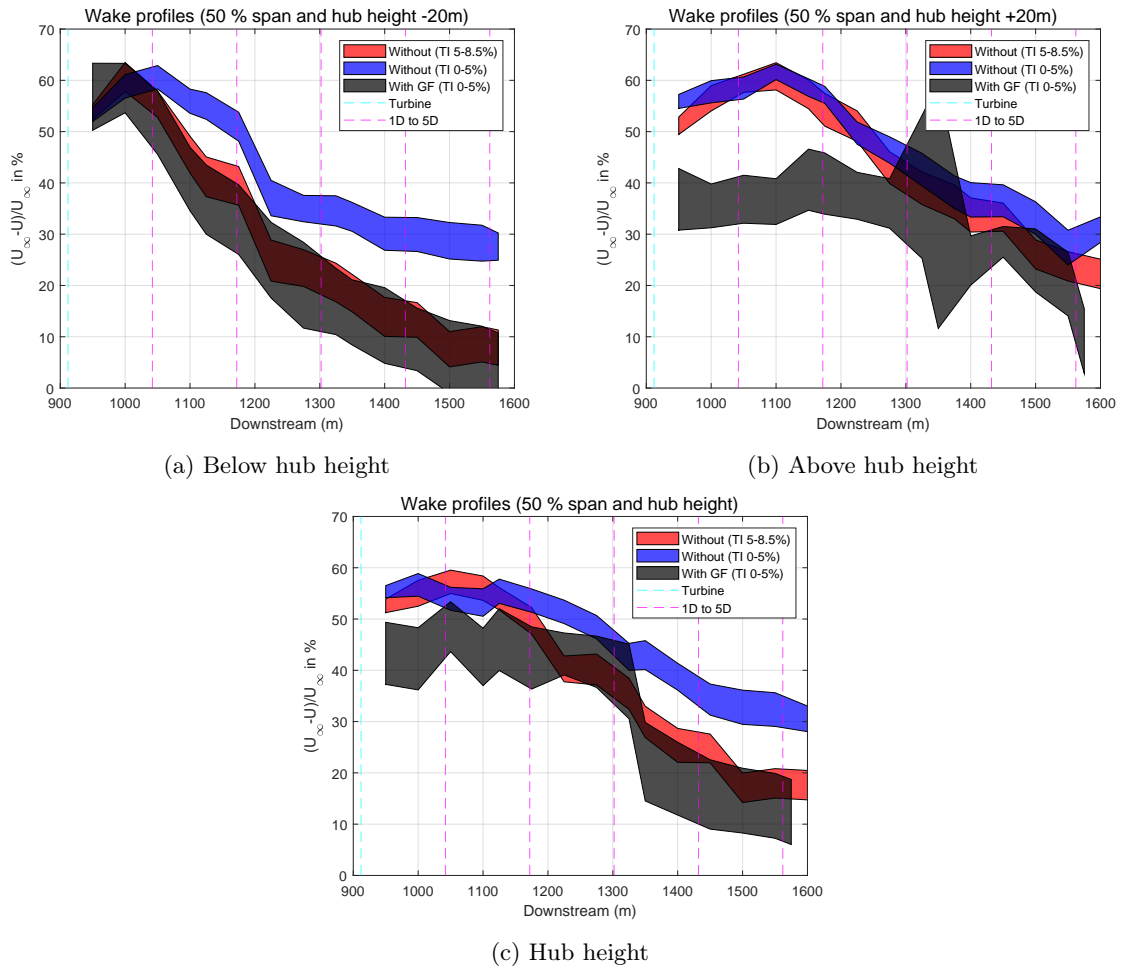 Wake profiles (50 % span and hub height -20m)
70
60
50
40
30
20
10
0
(U∞-U)/U∞ in %
Without (TI 5-8.5%)
Without (TI 0-5%)
With GF (TI 0-5%)
Turbine
1D to 5D
900 1000 1100 1200 1300 1400 1500 1600
Downstream (m)
(a) Below hub height
Wake profiles (50 % span and hub height +20m)
70
60
50
40
30
20
10
0
(U∞-U)/U∞ in %
Without (TI 5-8.5%)
Without (TI 0-5%)
With GF (TI 0-5%)
Turbine
1D to 5D
900 1000 1100 1200 1300 1400 1500 1600
Downstream (m)
(b) Above hub height
Wake profiles (50 % span and hub height)
70
60
50
40
30
20
10
0
(U∞-U)/U∞ in %
Without (TI 5-8.5%)
Without (TI 0-5%)
With GF (TI 0-5%)
Turbine
1D to 5D
900 1000 1100 1200 1300 1400 1500 1600
Downstream (m)
(c) Hub height